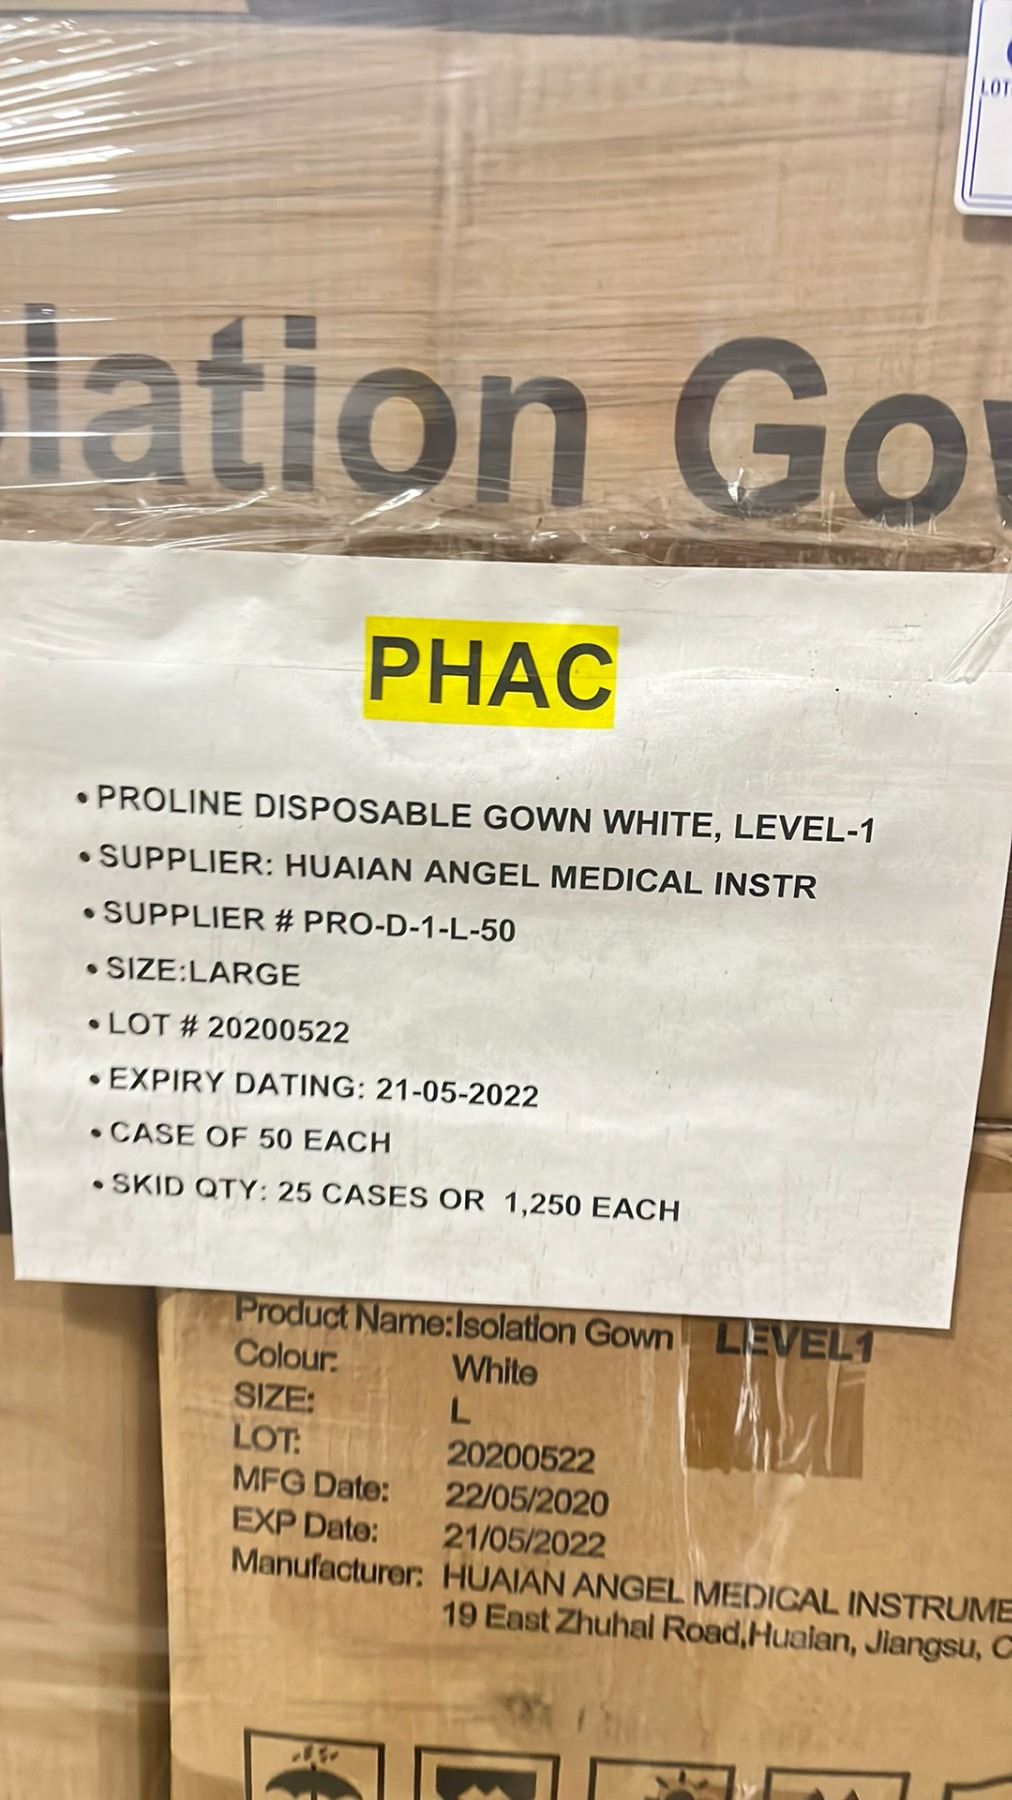 LOT
lation Go
PHAC
• PROLINE DISPOSABLE GOWN WHITE, LEVEL-1
• SUPPLIER: HUAIAN ANGEL MEDICAL INSTR
• SUPPLIER # PRO-D-1-L-50
• SIZE:LARGE
• LOT # 20200522
• EXPIRY DATING: 21-05-2022
• CASE OF 50 EACH
• SKID QTY: 25 CASES OR 1,250 EACH
Product Name:Isolation Gown LEVEL1
Colour: White
SIZE: L
LOT: 20200522
MFG Date: 22/05/2020
EXP Date: 21/05/2022
Manufacturer: HUAIAN ANGEL MEDICAL INSTRUME
19 East Zhuhai Road,Huaian, Jiangsu, C